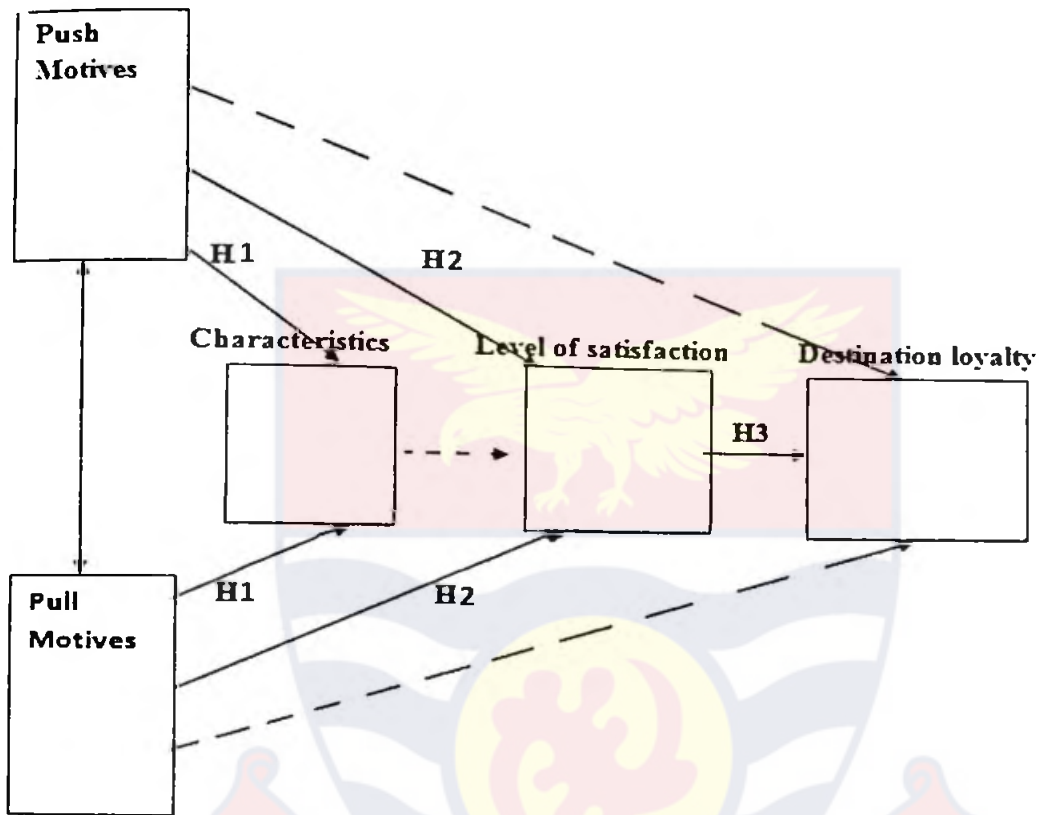 Push
Motives
H1
H2
Characteristics
Level of satisfaction
Destination loyalty
H3
H1
H2
Pull
Motives